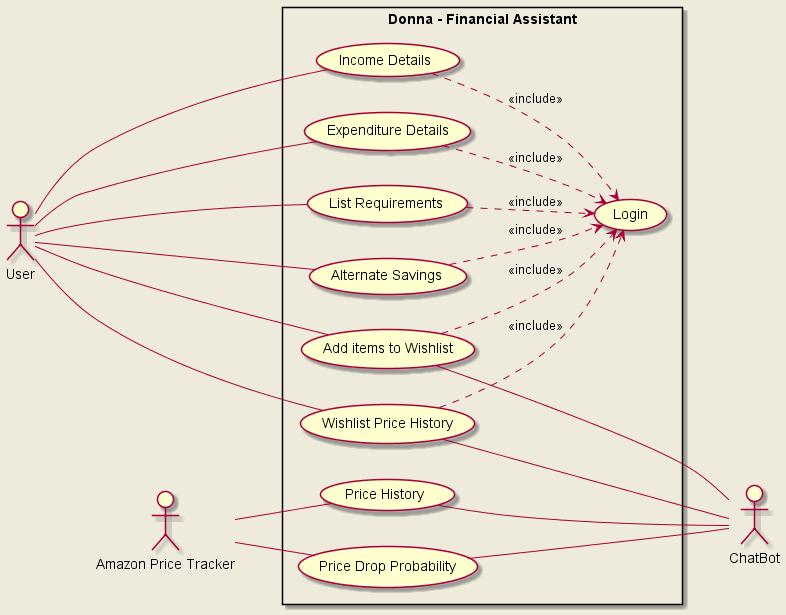 Donna - Financial Assistant
Income Details
«include»
Expenditure Details
«include»
List Requirements
«include»
Login
«include»
User
Alternate Savings
«include»
Add items to Wishlist
«include»
Wishlist Price History
Price History
Amazon Price Tracker
ChatBot
Price Drop Probability